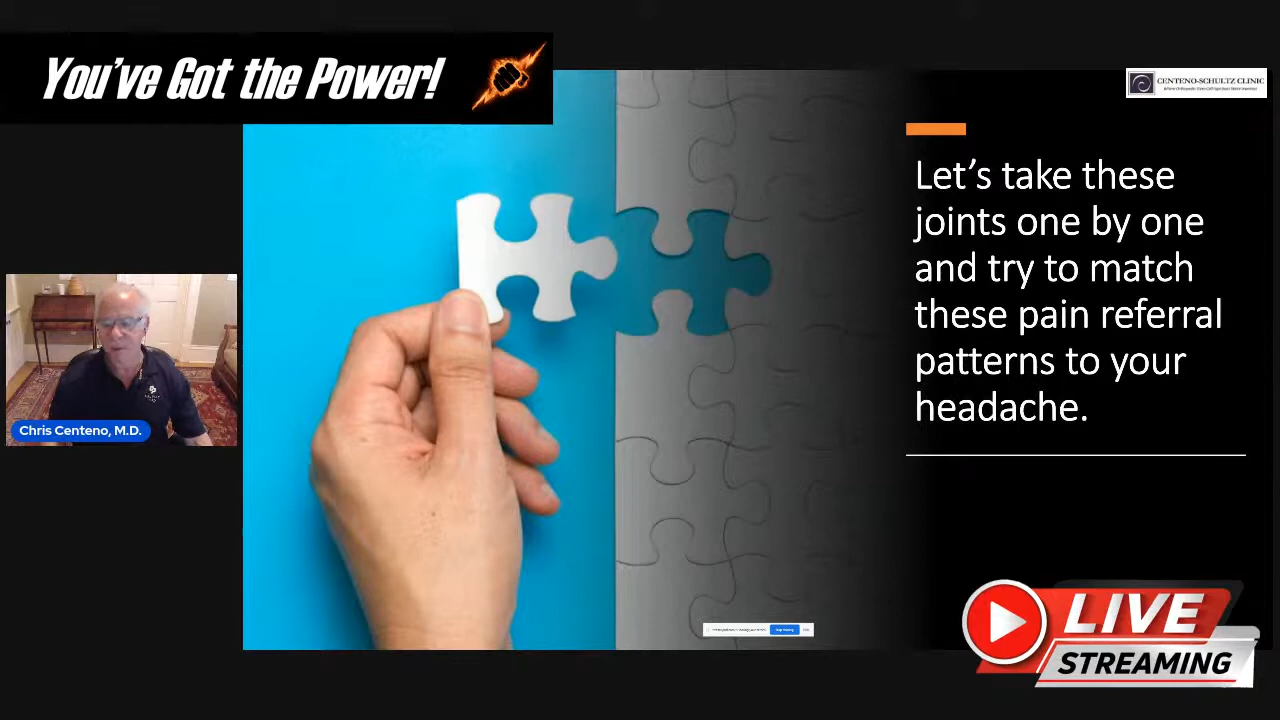 You've Got the Power!
CENTENO-SCHULTZ CLINIC
Let's take these
joints one by one
and try to match
these pain referral
patterns to your
headache.
Chris Centeno, M.D.
LIVE
STREAMING